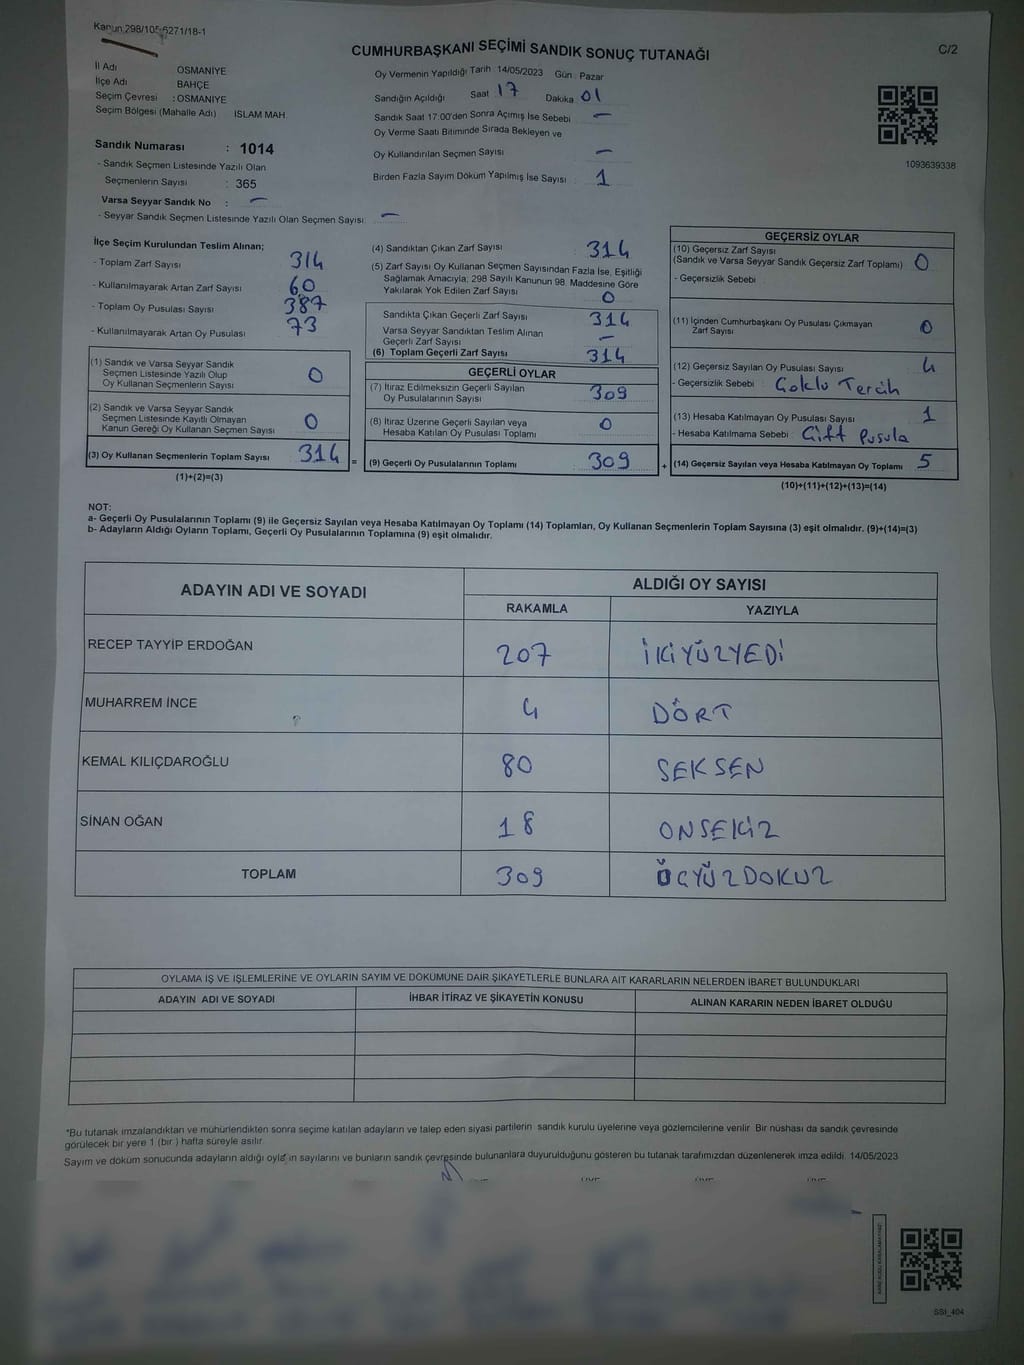 Kanun:298/105-5271/18-1
CUMHURBAŞKANI SEÇİMİ SANDIK SONUÇ TUTANAĞI
C/2
İl Adı OSMANİYE
İlçe Adı BAHÇE
Seçim Çevresi : OSMANİYE
Seçim Bölgesi (Mahalle Adı) İSLAM MAH.
Oy Vermenin Yapıldığı Tarih : 14/05/2023 Gün : Pazar
Sandığın Açıldığı Saat 17 Dakika 01
Sandık Saat 17:00'den Sonra Açımış İse Sebebi —
Oy Verme Saati Bitiminde Sırada Bekleyen ve
Oy Kullandırılan Seçmen Sayısı —
Birden Fazla Sayım Döküm Yapılmış İse Sayısı : 1
1093639338
Sandık Numarası : 1014
- Sandık Seçmen Listesinde Yazılı Olan
Seçmenlerin Sayısı : 365
Varsa Seyyar Sandık No : —
- Seyyar Sandık Seçmen Listesinde Yazılı Olan Seçmen Sayısı : —
İlçe Seçim Kurulundan Teslim Alınan;
- Toplam Zarf Sayısı 314
- Kullanılmayarak Artan Zarf Sayısı 60
- Toplam Oy Pusulası Sayısı 387
- Kullanılmayarak Artan Oy Pusulası 73
(1) Sandık ve Varsa Seyyar Sandık
Seçmen Listesinde Yazılı Olup
Oy Kullanan Seçmenlerin Sayısı 0
(2) Sandık ve Varsa Seyyar Sandık
Seçmen Listesinde Kayıtlı Olmayan
Kanun Gereği Oy Kullanan Seçmen Sayısı 0
(3) Oy Kullanan Seçmenlerin Toplam Sayısı 314 =
(1)+(2)=(3)
(4) Sandıktan Çıkan Zarf Sayısı 314
(5) Zarf Sayısı Oy Kullanan Seçmen Sayısından Fazla İse, Eşitliği
Sağlamak Amacıyla; 298 Sayılı Kanunun 98. Maddesine Göre
Yakılarak Yok Edilen Zarf Sayısı 0
Sandıkta Çıkan Geçerli Zarf Sayısı 314
Varsa Seyyar Sandıktan Teslim Alınan
Geçerli Zarf Sayısı —
(6) Toplam Geçerli Zarf Sayısı 314
GEÇERLİ OYLAR
(7) İtiraz Edilmeksizin Geçerli Sayılan
Oy Pusulalarının Sayısı 309
(8) İtiraz Üzerine Geçerli Sayılan veya
Hesaba Katılan Oy Pusulası Toplamı 0
(9) Geçerli Oy Pusulalarının Toplamı 309 +
GEÇERSİZ OYLAR
(10) Geçersiz Zarf Sayısı
(Sandık ve Varsa Seyyar Sandık Geçersiz Zarf Toplamı) 0
- Geçersizlik Sebebi :
(11) İçinden Cumhurbaşkanı Oy Pusulası Çıkmayan
Zarf Sayısı 0
(12) Geçersiz Sayılan Oy Pusulası Sayısı 4
- Geçersizlik Sebebi : Çoklu Tercih
(13) Hesaba Katılmayan Oy Pusulası Sayısı 1
- Hesaba Katılmama Sebebi : Çift Pusula
(14) Geçersiz Sayılan veya Hesaba Katılmayan Oy Toplamı 5
(10)+(11)+(12)+(13)=(14)
NOT:
a- Geçerli Oy Pusulalarının Toplamı (9) ile Geçersiz Sayılan veya Hesaba Katılmayan Oy Toplamı (14) Toplamları, Oy Kullanan Seçmenlerin Toplam Sayısına (3) eşit olmalıdır. (9)+(14)=(3)
b- Adayların Aldığı Oyların Toplamı, Geçerli Oy Pusulalarının Toplamına (9) eşit olmalıdır.
ADAYIN ADI VE SOYADI ALDIĞI OY SAYISI
RAKAMLA YAZIYLA
RECEP TAYYİP ERDOĞAN 207 İKİYÜZYEDİ
MUHARREM İNCE 4 DÖRT
KEMAL KILIÇDAROĞLU 80 SEKSEN
SİNAN OĞAN 18 ONSEKİZ
TOPLAM 309 ÜÇYÜZDOKUZ
OYLAMA İŞ VE İŞLEMLERİNE VE OYLARIN SAYIM VE DÖKÜMÜNE DAİR ŞİKAYETLERLE BUNLARA AİT KARARLARIN NELERDEN İBARET BULUNDUKLARI
ADAYIN ADI VE SOYADI İHBAR İTİRAZ VE ŞİKAYETİN KONUSU ALINAN KARARIN NEDEN İBARET OLDUĞU
*Bu tutanak imzalandıktan ve mühürlendikten sonra seçime katılan adayların ve talep eden siyasi partilerin sandık kurulu üyelerine veya gözlemcilerine verilir. Bir nüshası da sandık çevresinde
görülecek bir yere 1 (bir) hafta süreyle asılır.
Sayım ve döküm sonucunda adayların aldığı oyların sayılarını ve bunların sandık çevresinde bulunanlara duyurulduğunu gösteren bu tutanak tarafımızdan düzenlenerek imza edildi. 14/05/2023
SSI_404